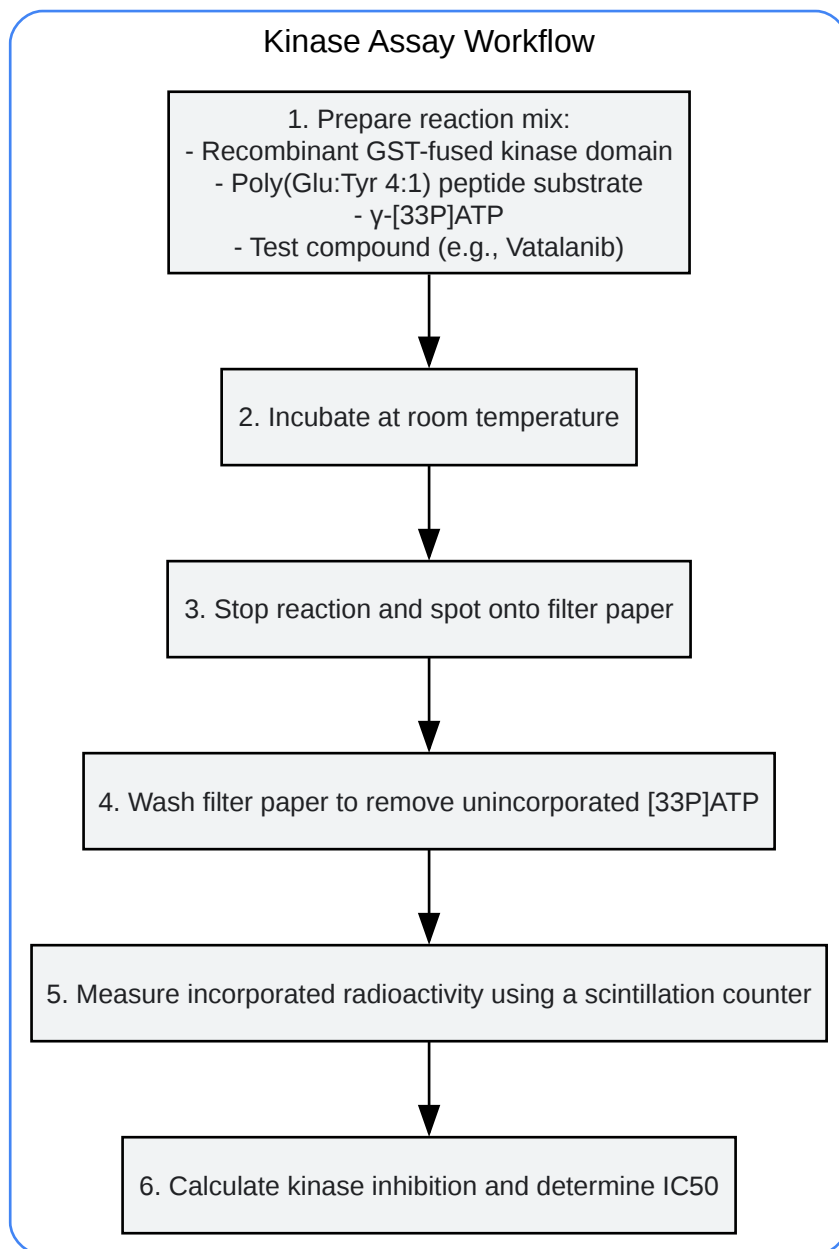 Kinase Assay Workflow
1. Prepare reaction mix:
- Recombinant GST-fused kinase domain
- Poly(Glu:Tyr 4:1) peptide substrate
- γ-[33P]ATP
- Test compound (e.g., Vatalanib)
2. Incubate at room temperature
3. Stop reaction and spot onto filter paper
4. Wash filter paper to remove unincorporated [33P]ATP
5. Measure incorporated radioactivity using a scintillation counter
6. Calculate kinase inhibition and determine IC50